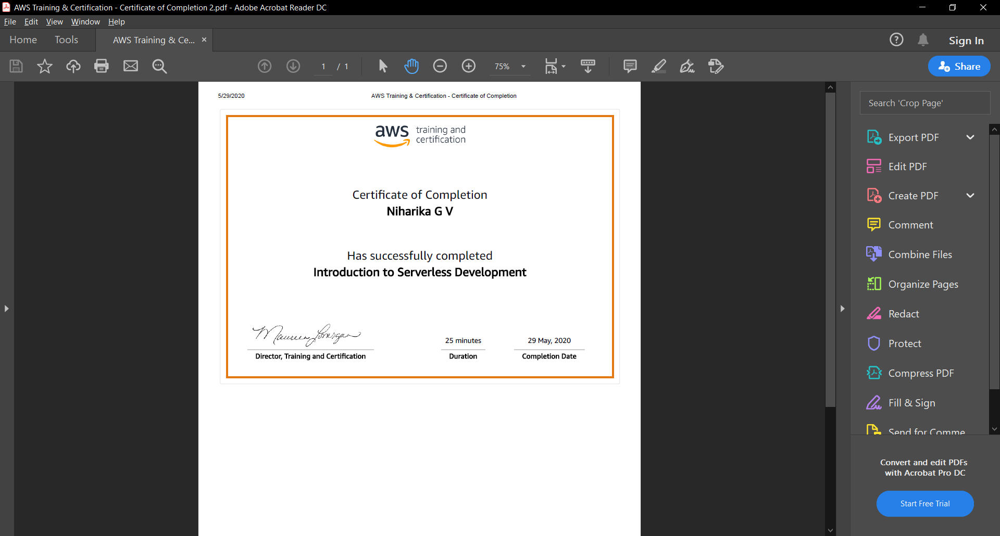 AWS Training & Certification - Certificate of Completion 2.pdf - Adobe Acrobat Reader DC
File Edit View Window Help
Home Tools AWS Training & Ce... Sign In
1 / 1 75% Share
5/29/2020 AWS Training & Certification - Certificate of Completion
aws training and
certification
Certificate of Completion
Niharika G V
Has successfully completed
Introduction to Serverless Development
Maureen Lonergan
25 minutes 29 May, 2020
Director, Training and Certification Duration Completion Date
Search 'Crop Page'
Export PDF
Edit PDF
Create PDF
Comment
Combine Files
Organize Pages
Redact
Protect
Compress PDF
Fill & Sign
Send for Comme
Convert and edit PDFs
with Acrobat Pro DC
Start Free Trial